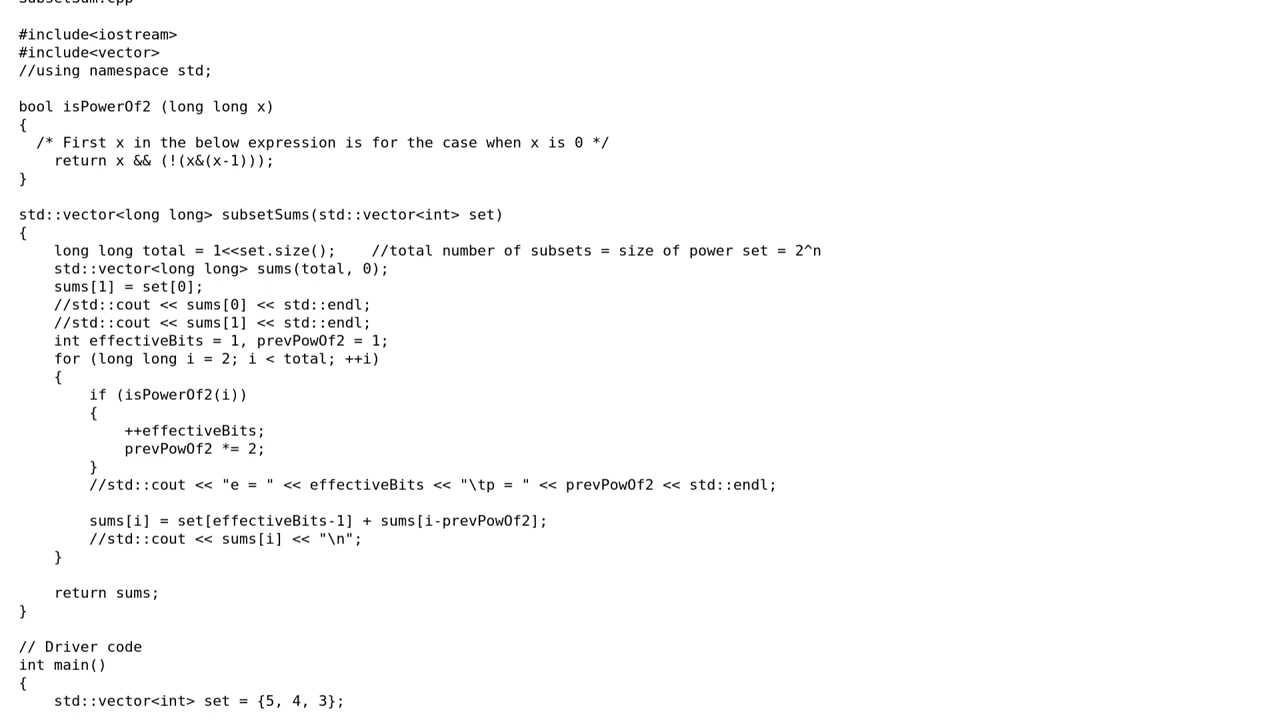 SubsetSum.cpp
#include<iostream>
#include<vector>
//using namespace std;
bool isPowerOf2 (long long x)
{
  /* First x in the below expression is for the case when x is 0 */
    return x && (!(x&(x-1)));
}
std::vector<long long> subsetSums(std::vector<int> set)
{
    long long total = 1<<set.size();    //total number of subsets = size of power set = 2^n
    std::vector<long long> sums(total, 0);
    sums[1] = set[0];
    //std::cout << sums[0] << std::endl;
    //std::cout << sums[1] << std::endl;
    int effectiveBits = 1, prevPowOf2 = 1;
    for (long long i = 2; i < total; ++i)
    {
        if (isPowerOf2(i))
        {
            ++effectiveBits;
            prevPowOf2 *= 2;
        }
        //std::cout << "e = " << effectiveBits << "\tp = " << prevPowOf2 << std::endl;
        sums[i] = set[effectiveBits-1] + sums[i-prevPowOf2];
        //std::cout << sums[i] << "\n";
    }
    return sums;
}
// Driver code
int main()
{
    std::vector<int> set = {5, 4, 3};